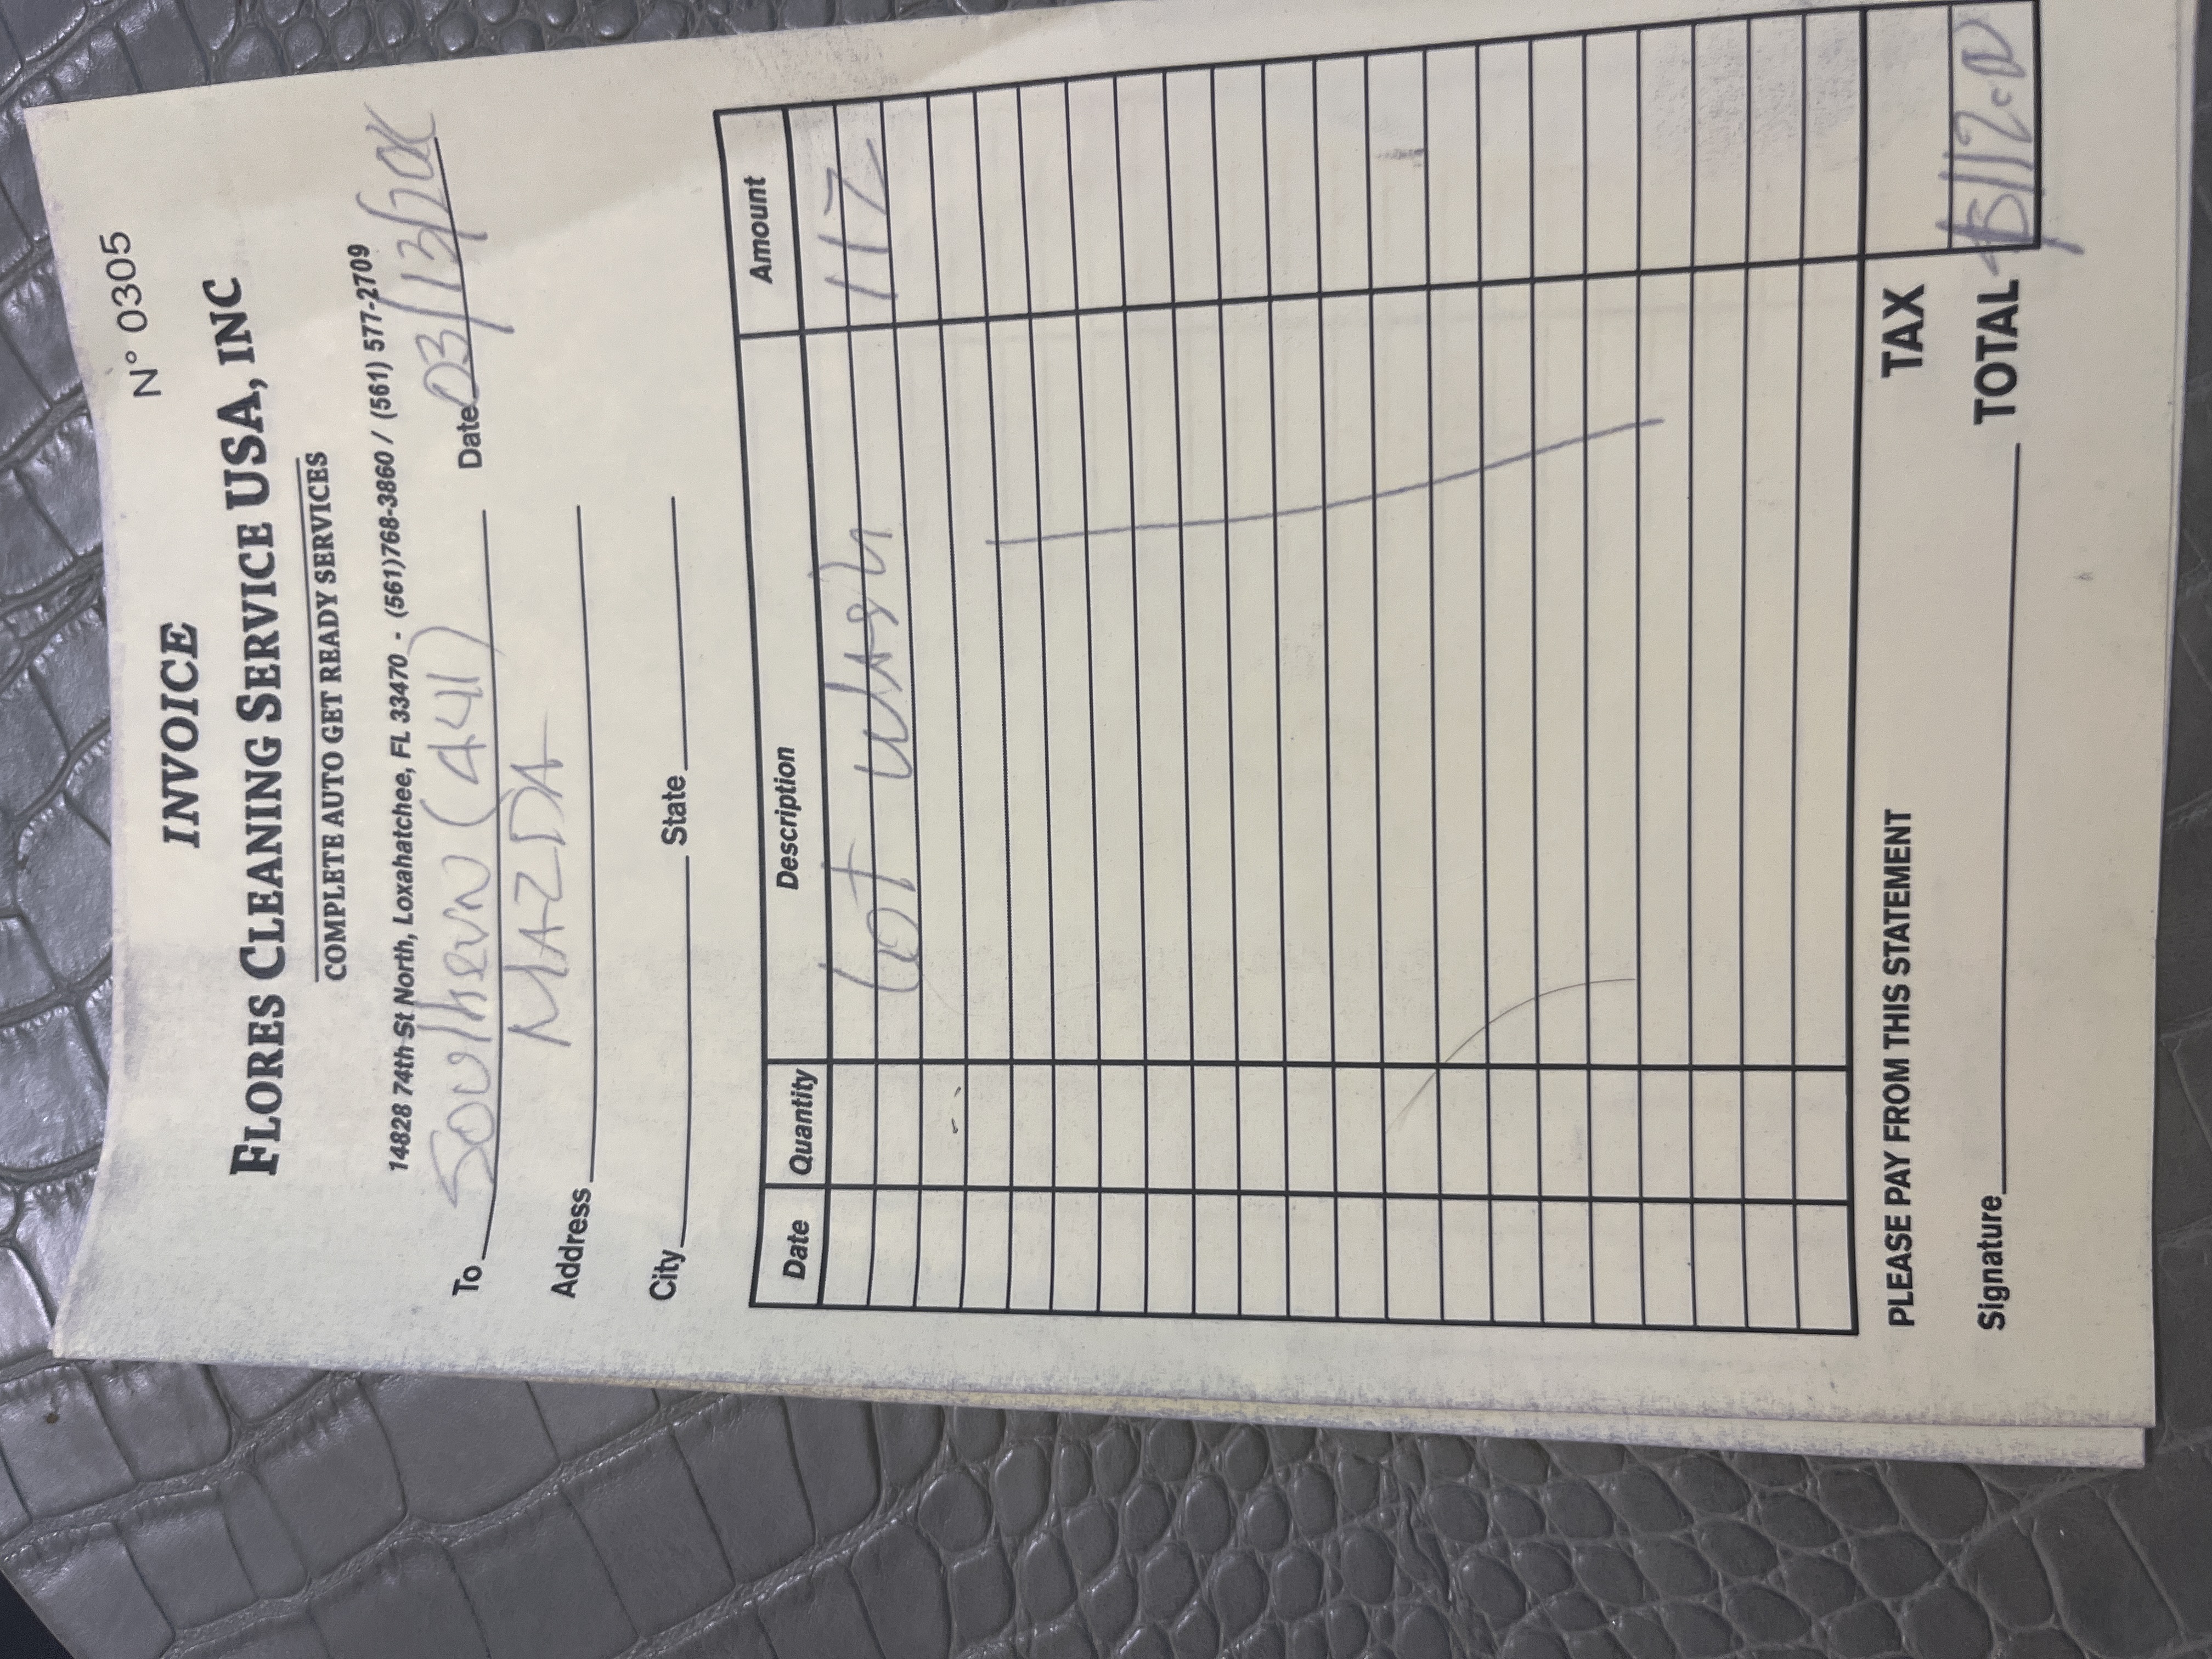 N° 0305
INVOICE
FLORES CLEANING SERVICE USA, INC
COMPLETE AUTO GET READY SERVICES
14828 74th St North, Loxahatchee, FL 33470 - (561)768-3860 / (561) 577-2709
To Southern (441) Date 03/13/
MAZDA
Address
City State
Date Quantity Description Amount
Lot Wash 112
PLEASE PAY FROM THIS STATEMENT TAX
Signature TOTAL $112.00